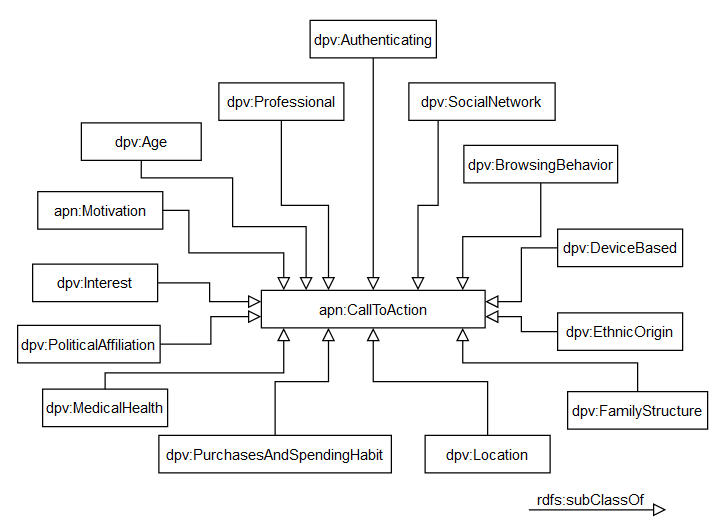 dpv:Authenticating
dpv:Professional
dpv:SocialNetwork
dpv:Age
dpv:BrowsingBehavior
apn:Motivation
dpv:DeviceBased
dpv:Interest
apn:CallToAction
dpv:EthnicOrigin
dpv:PoliticalAffiliation
dpv:MedicalHealth
dpv:FamilyStructure
dpv:PurchasesAndSpendingHabit
dpv:Location
rdfs:subClassOf